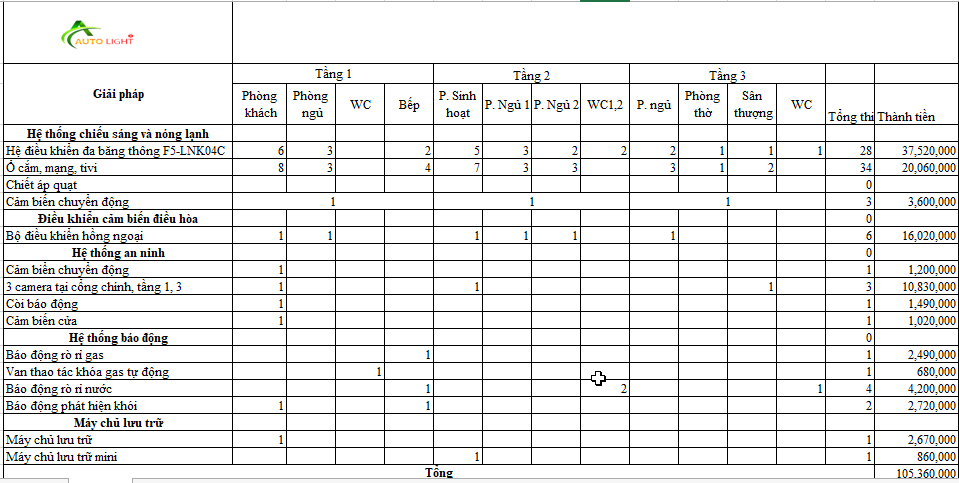 AUTO LIGHT
Giải pháp Tầng 1 Tầng 2 Tầng 3
Phòng khách Phòng ngủ WC Bếp P. Sinh hoạt P. Ngủ 1 P. Ngủ 2 WC1,2 P. ngủ Phòng thờ Sân thượng WC Tổng thi Thành tiền
Hệ thống chiếu sáng và nóng lạnh
Hệ điều khiển đa băng thông F5-LNK04C 6 3 2 5 3 2 2 2 1 1 1 28 37,520,000
Ổ cắm, mạng, tivi 8 3 4 7 3 3 3 1 2 34 20,060,000
Chiết áp quạt 0
Cảm biến chuyển động 1 1 1 3 3,600,000
Điều khiển cảm biến điều hòa 0
Bộ điều khiển hồng ngoại 1 1 1 1 1 1 6 16,020,000
Hệ thống an ninh 0
Cảm biến chuyển động 1 1 1,200,000
3 camera tại cổng chính, tầng 1, 3 1 1 1 3 10,830,000
Còi báo động 1 1 1,490,000
Cảm biến cửa 1 1 1,020,000
Hệ thống báo động 0
Báo động rò rỉ gas 1 1 2,490,000
Van thao tác khóa gas tự động 1 1 680,000
Báo động rò rỉ nước 1 2 1 4 4,200,000
Báo động phát hiện khói 1 1 2 2,720,000
Máy chủ lưu trữ
Máy chủ lưu trữ 1 1 2,670,000
Máy chủ lưu trữ mini 1 1 860,000
Tổng 105,360,000